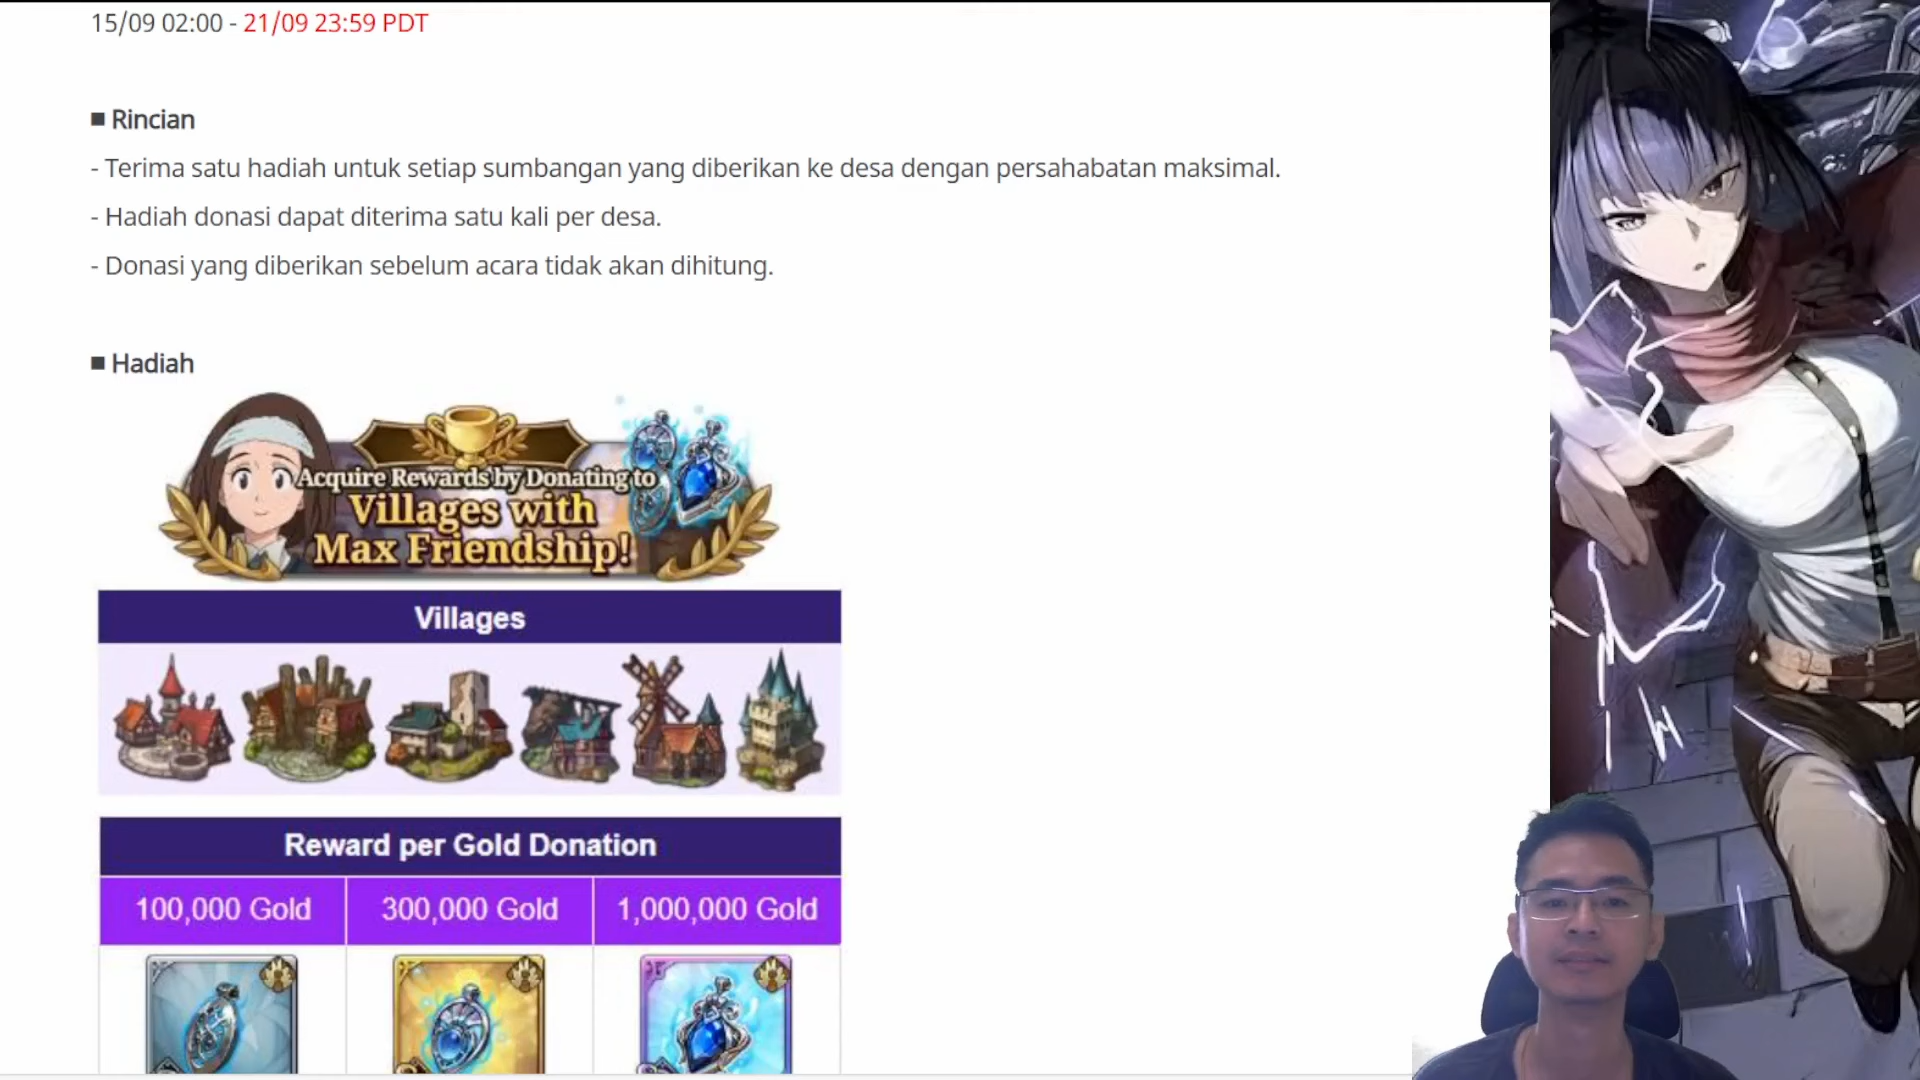 15/09 02:00 - 21/09 23:59 PDT
■ Rincian
- Terima satu hadiah untuk setiap sumbangan yang diberikan ke desa dengan persahabatan maksimal.
- Hadiah donasi dapat diterima satu kali per desa.
- Donasi yang diberikan sebelum acara tidak akan dihitung.
■ Hadiah
Acquire Rewards by Donating to
Villages with
Max Friendship!
Villages
Reward per Gold Donation
100,000 Gold
300,000 Gold
1,000,000 Gold